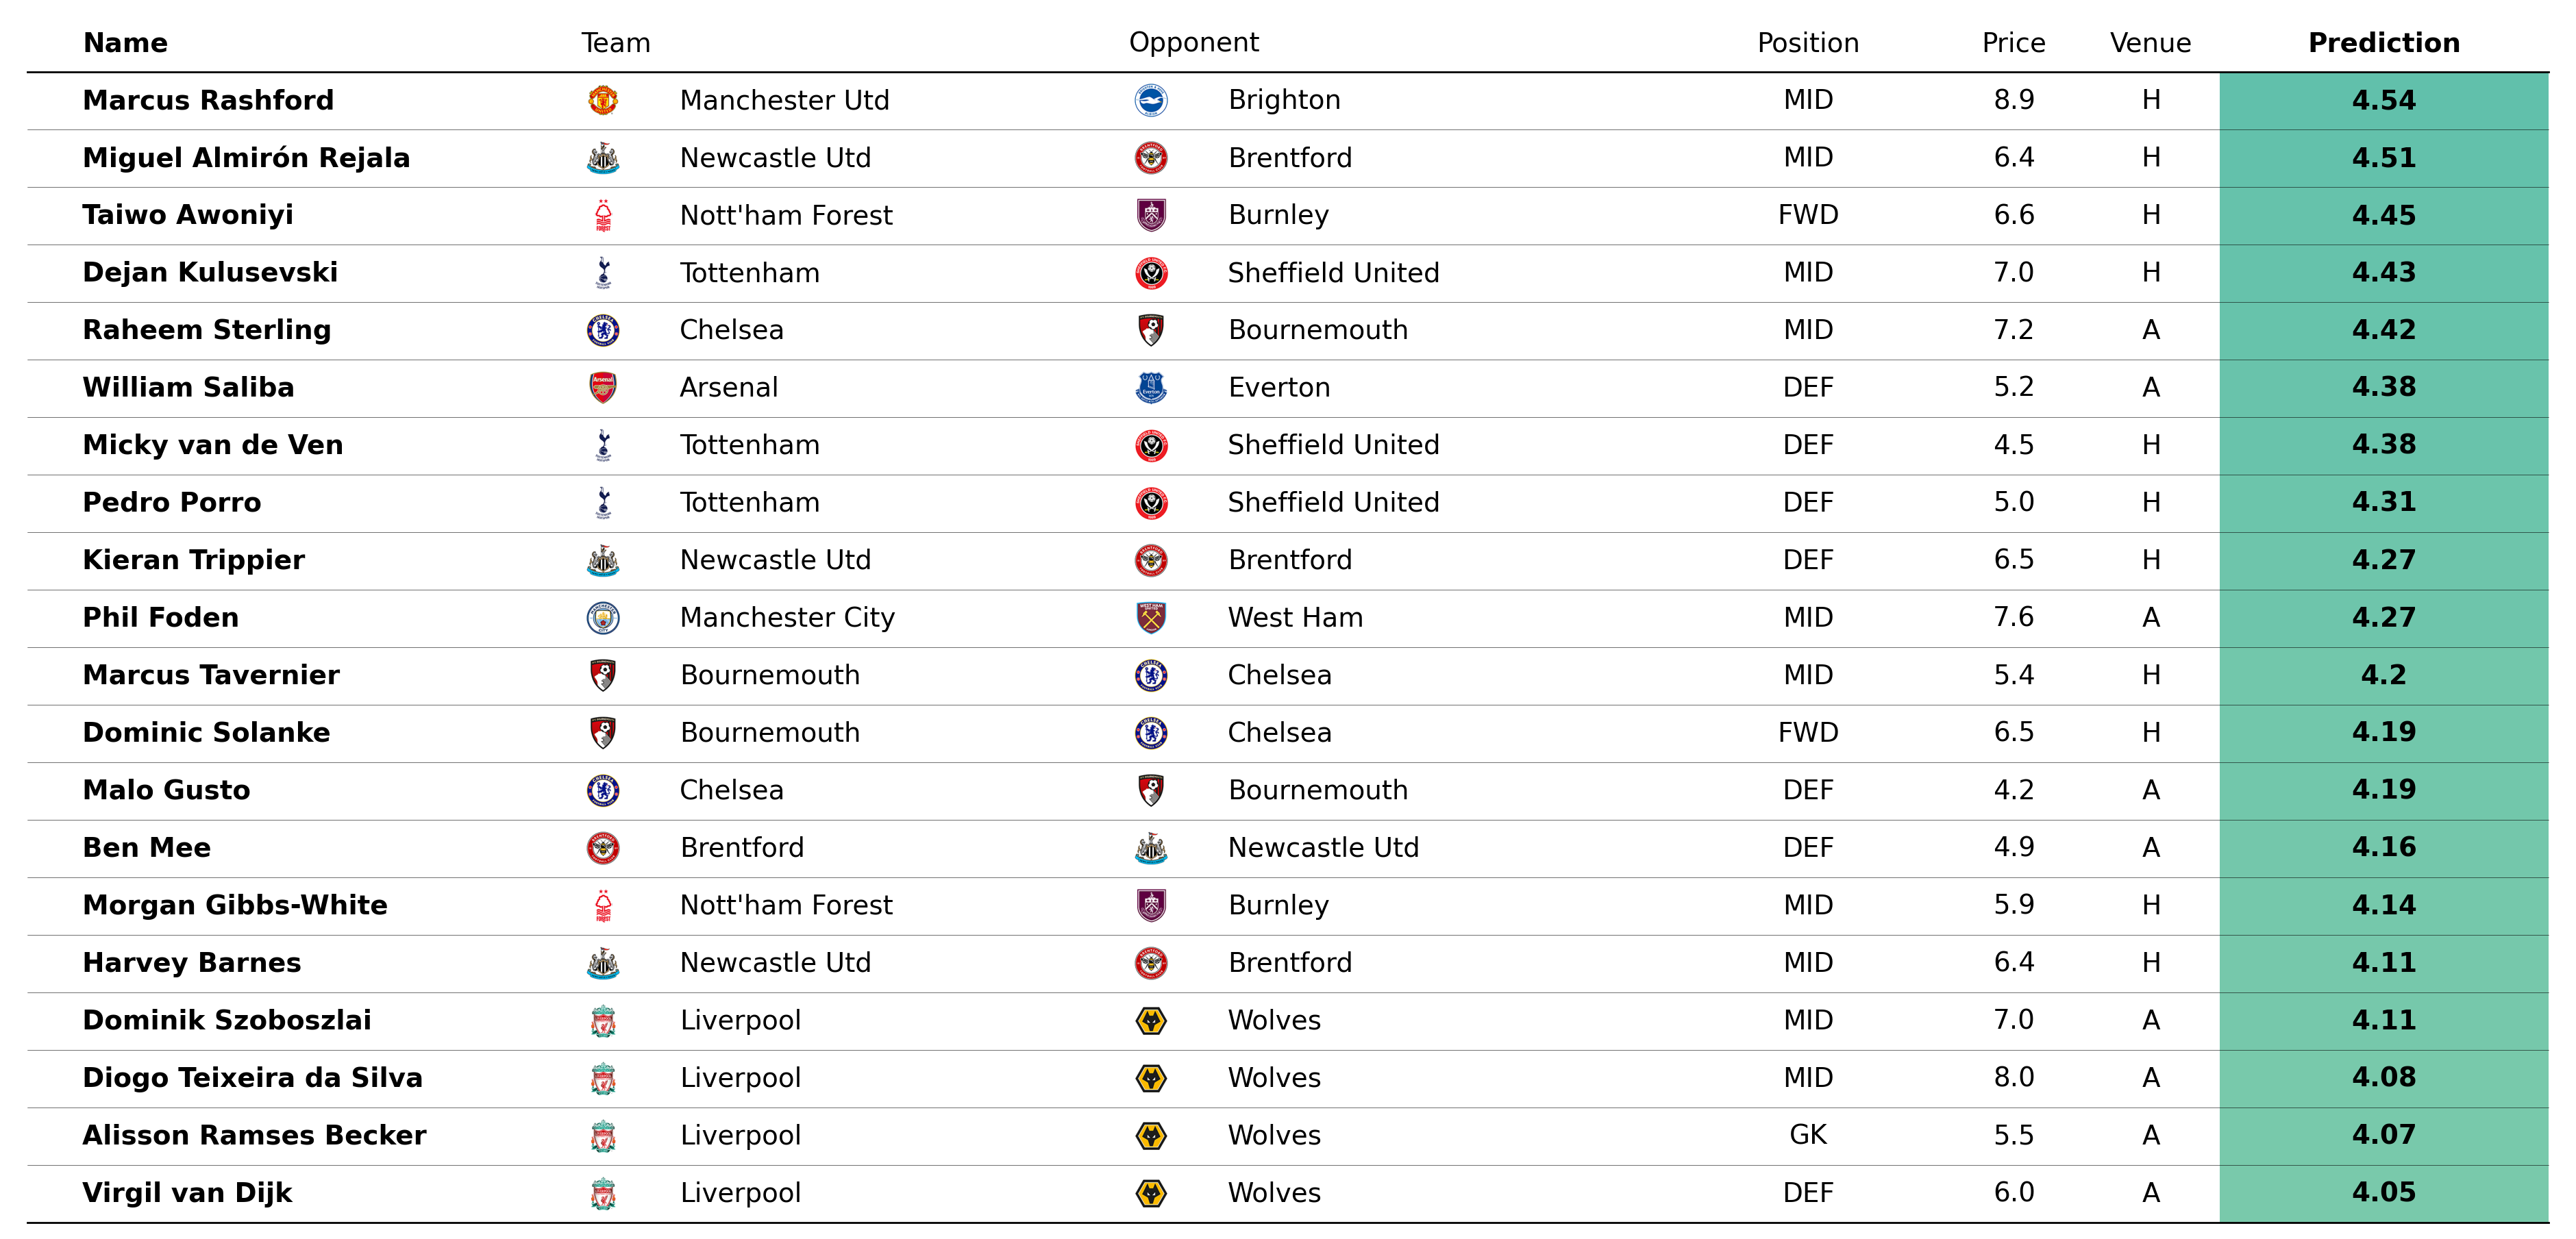 Name Team Opponent Position Price Venue Prediction
Marcus Rashford Manchester Utd Brighton MID 8.9 H 4.54
Miguel Almirón Rejala Newcastle Utd Brentford MID 6.4 H 4.51
Taiwo Awoniyi Nott'ham Forest Burnley FWD 6.6 H 4.45
Dejan Kulusevski Tottenham Sheffield United MID 7.0 H 4.43
Raheem Sterling Chelsea Bournemouth MID 7.2 A 4.42
William Saliba Arsenal Everton DEF 5.2 A 4.38
Micky van de Ven Tottenham Sheffield United DEF 4.5 H 4.38
Pedro Porro Tottenham Sheffield United DEF 5.0 H 4.31
Kieran Trippier Newcastle Utd Brentford DEF 6.5 H 4.27
Phil Foden Manchester City West Ham MID 7.6 A 4.27
Marcus Tavernier Bournemouth Chelsea MID 5.4 H 4.2
Dominic Solanke Bournemouth Chelsea FWD 6.5 H 4.19
Malo Gusto Chelsea Bournemouth DEF 4.2 A 4.19
Ben Mee Brentford Newcastle Utd DEF 4.9 A 4.16
Morgan Gibbs-White Nott'ham Forest Burnley MID 5.9 H 4.14
Harvey Barnes Newcastle Utd Brentford MID 6.4 H 4.11
Dominik Szoboszlai Liverpool Wolves MID 7.0 A 4.11
Diogo Teixeira da Silva Liverpool Wolves MID 8.0 A 4.08
Alisson Ramses Becker Liverpool Wolves GK 5.5 A 4.07
Virgil van Dijk Liverpool Wolves DEF 6.0 A 4.05